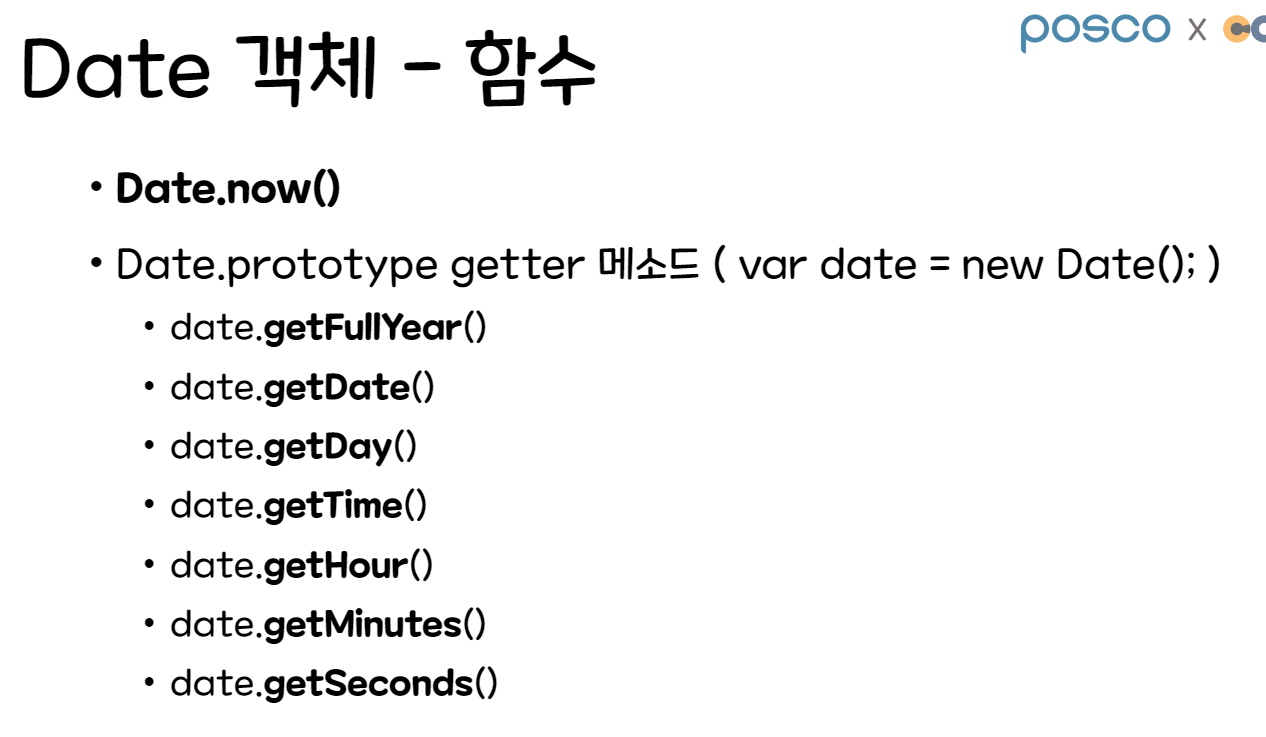 Date 객체 - 함수
posco x
• Date.now()
• Date.prototype getter 메소드 ( var date = new Date(); )
• date.getFullYear()
• date.getDate()
• date.getDay()
• date.getTime()
• date.getHour()
• date.getMinutes()
• date.getSeconds()